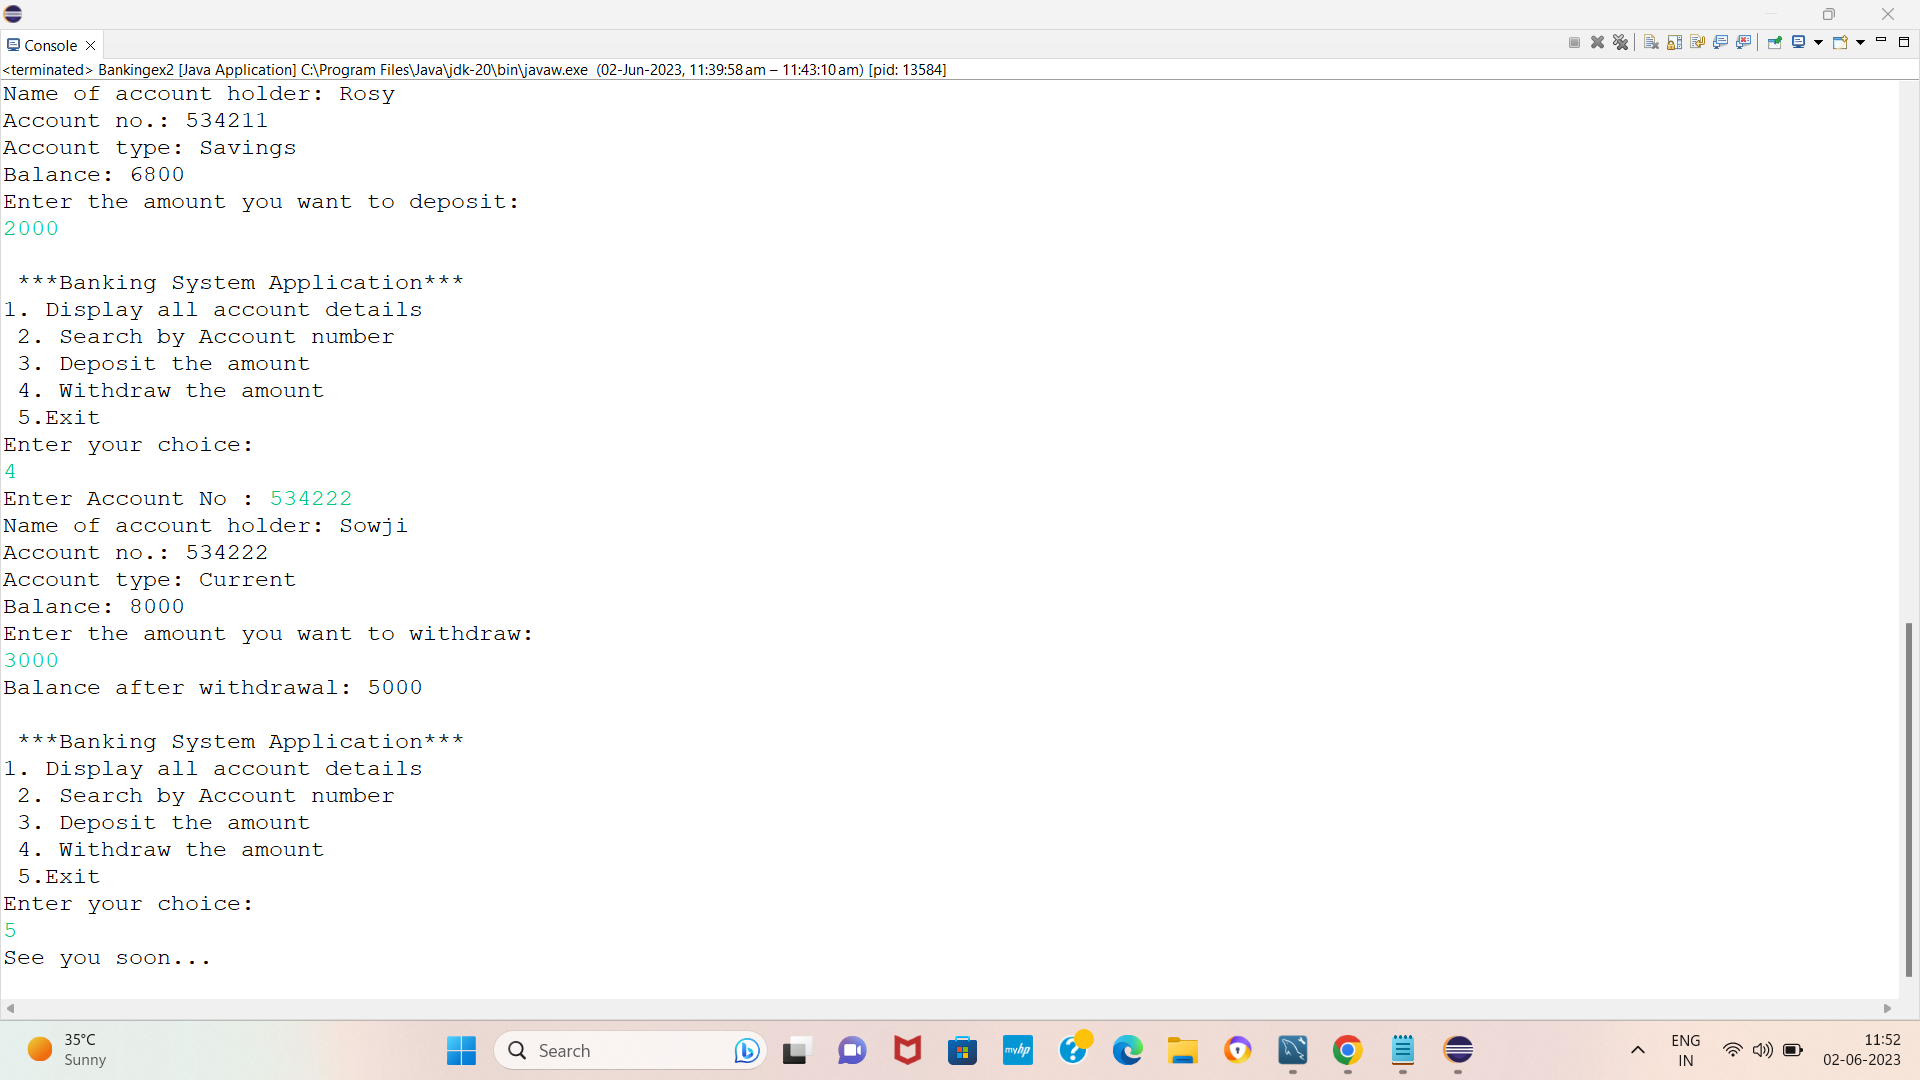 Console
<terminated> Bankingex2 [Java Application] C:\Program Files\Java\jdk-20\bin\javaw.exe (02-Jun-2023, 11:39:58 am – 11:43:10 am) [pid: 13584]
Name of account holder: Rosy
Account no.: 534211
Account type: Savings
Balance: 6800
Enter the amount you want to deposit:
2000
***Banking System Application***
1. Display all account details
2. Search by Account number
3. Deposit the amount
4. Withdraw the amount
5.Exit
Enter your choice:
4
Enter Account No : 534222
Name of account holder: Sowji
Account no.: 534222
Account type: Current
Balance: 8000
Enter the amount you want to withdraw:
3000
Balance after withdrawal: 5000
***Banking System Application***
1. Display all account details
2. Search by Account number
3. Deposit the amount
4. Withdraw the amount
5.Exit
Enter your choice:
5
See you soon...
35°C
Sunny
Search
myhp
ENG
IN
11:52
02-06-2023